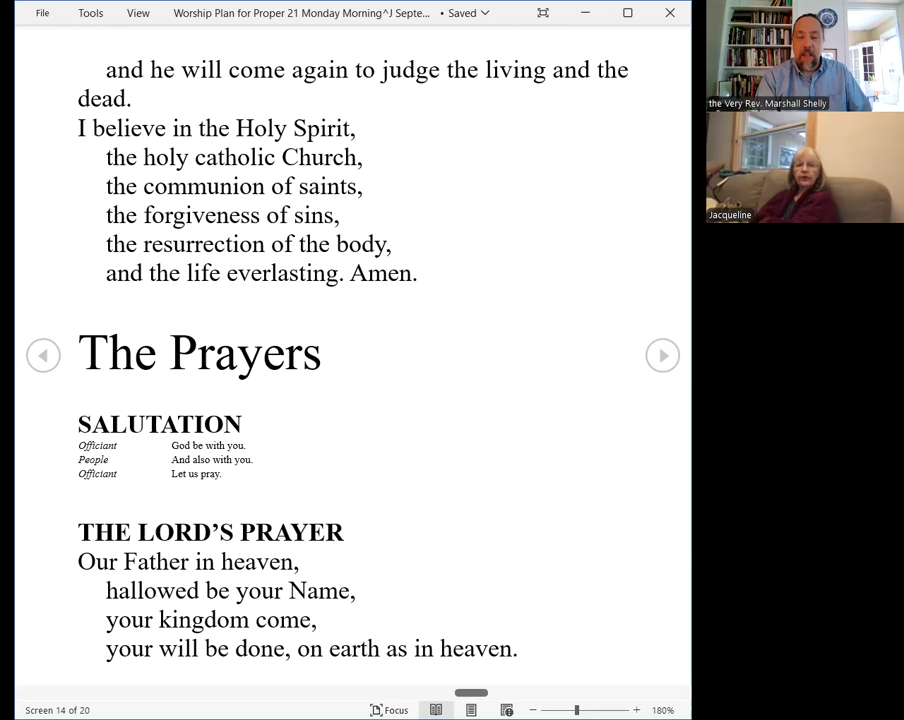 File Tools View Worship Plan for Proper 21 Monday Morning^J Septe... • Saved
and he will come again to judge the living and the
dead.
I believe in the Holy Spirit,
the holy catholic Church,
the communion of saints,
the forgiveness of sins,
the resurrection of the body,
and the life everlasting. Amen.
The Prayers
SALUTATION
Officiant God be with you.
People And also with you.
Officiant Let us pray.
THE LORD’S PRAYER
Our Father in heaven,
hallowed be your Name,
your kingdom come,
your will be done, on earth as in heaven.
Screen 14 of 20 Focus 180%
the Very Rev. Marshall Shelly
Jacqueline